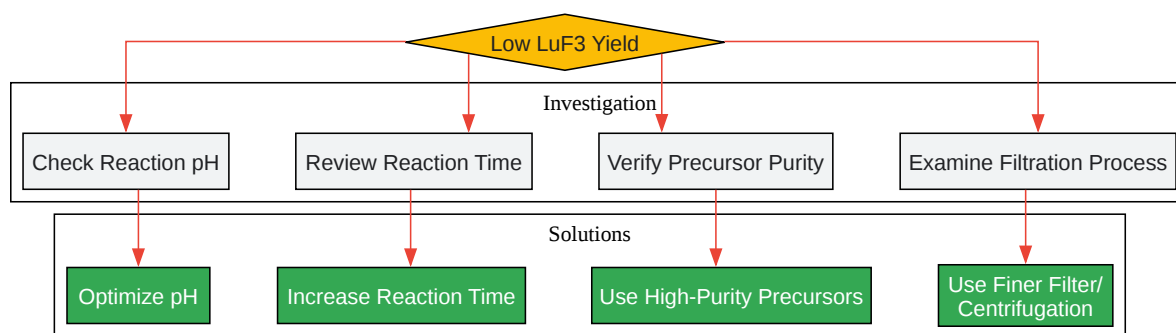 Low LuF3 Yield
Investigation
Check Reaction pH
Review Reaction Time
Verify Precursor Purity
Examine Filtration Process
Solutions
Optimize pH
Increase Reaction Time
Use High-Purity Precursors
Use Finer Filter/
Centrifugation